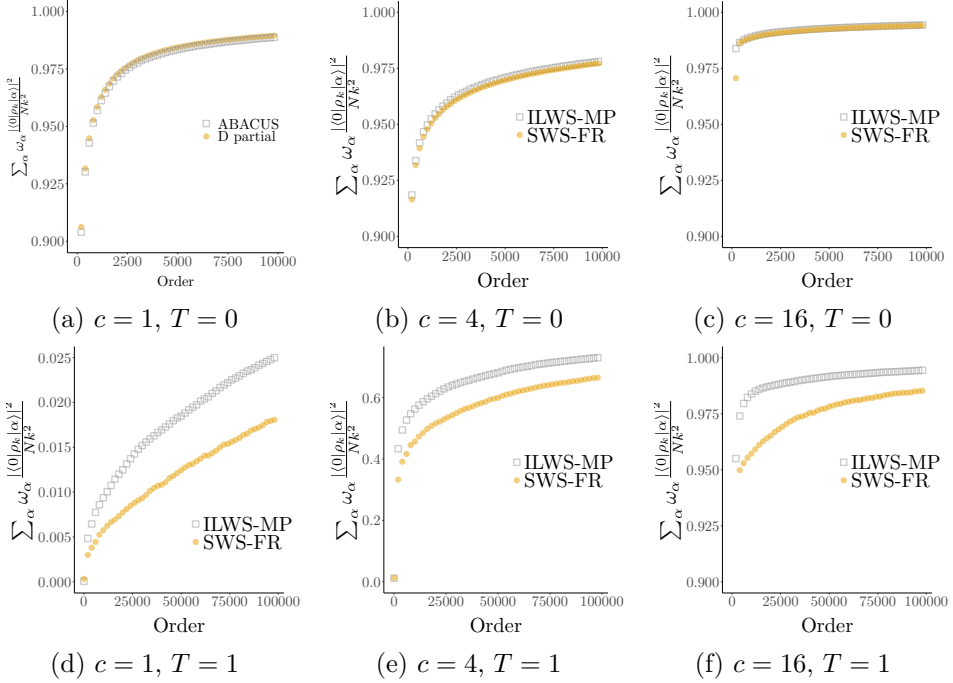 1.000
0.975
0.950
0.925
0.900
∑α ωα |⟨0|ρk|α⟩|² / Nk²
ABACUS
D partial
0 2500 5000 7500 10000
Order
(a) c = 1, T = 0
1.000
0.975
0.950
0.925
0.900
∑α ωα |⟨0|ρk|α⟩|² / Nk²
ILWS-MP
SWS-FR
0 2500 5000 7500 10000
Order
(b) c = 4, T = 0
1.000
0.975
0.950
0.925
0.900
∑α ωα |⟨0|ρk|α⟩|² / Nk²
ILWS-MP
SWS-FR
0 2500 5000 7500 10000
Order
(c) c = 16, T = 0
0.025
0.020
0.015
0.010
0.005
0.000
∑α ωα |⟨0|ρk|α⟩|² / Nk²
ILWS-MP
SWS-FR
0 25000 50000 75000 100000
Order
(d) c = 1, T = 1
0.6
0.4
0.2
0.0
∑α ωα |⟨0|ρk|α⟩|² / Nk²
ILWS-MP
SWS-FR
0 25000 50000 75000 100000
Order
(e) c = 4, T = 1
1.000
0.975
0.950
0.925
0.900
∑α ωα |⟨0|ρk|α⟩|² / Nk²
ILWS-MP
SWS-FR
0 25000 50000 75000 100000
Order
(f) c = 16, T = 1